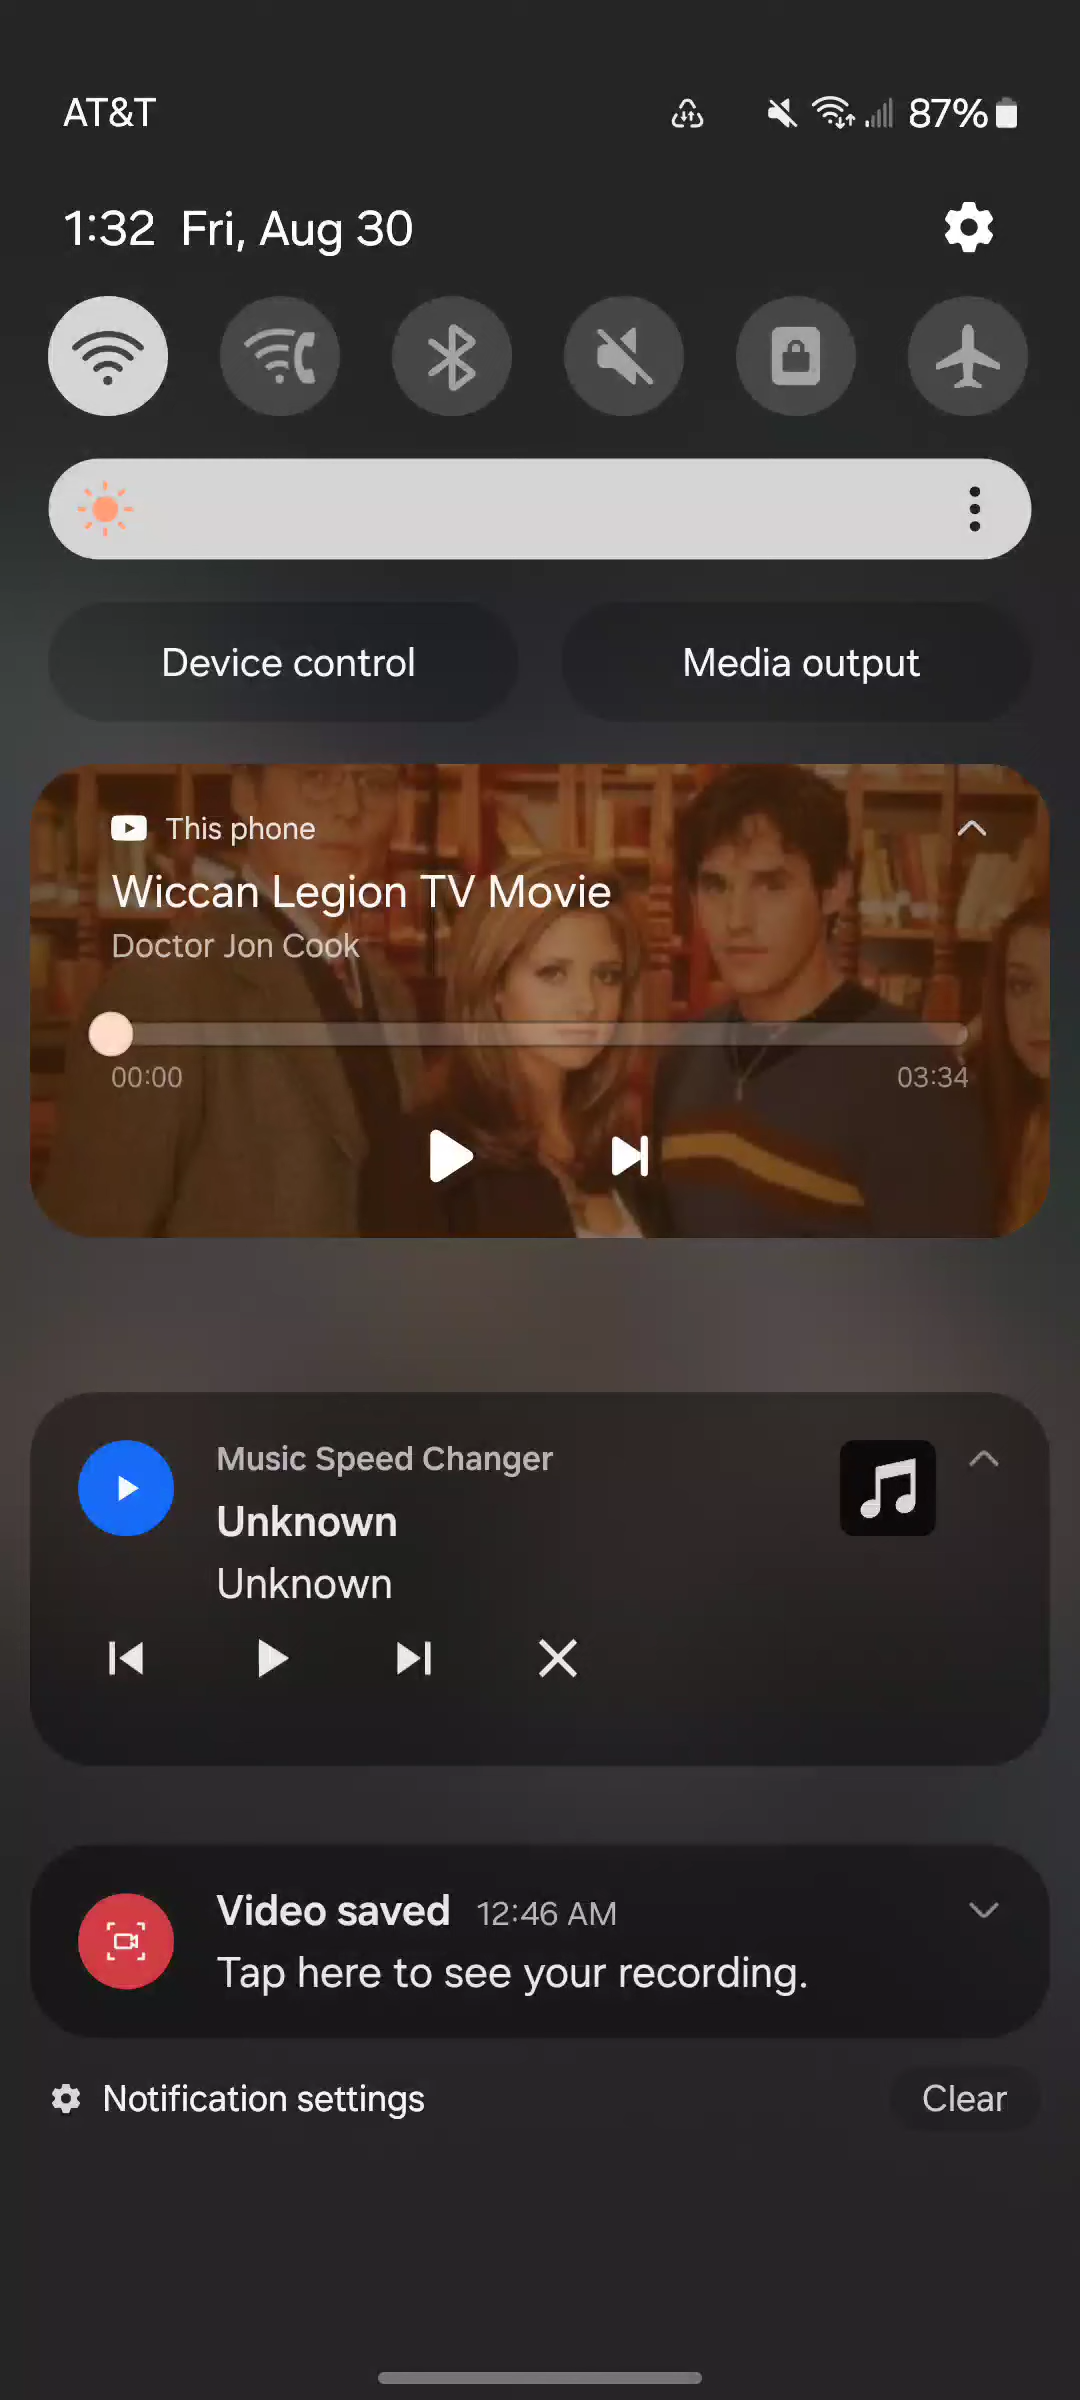 AT&T 87%
1:32 Fri, Aug 30
Device control Media output
This phone
Wiccan Legion TV Movie
Doctor Jon Cook
00:00 03:34
Music Speed Changer
Unknown
Unknown
Video saved 12:46 AM
Tap here to see your recording.
Notification settings Clear